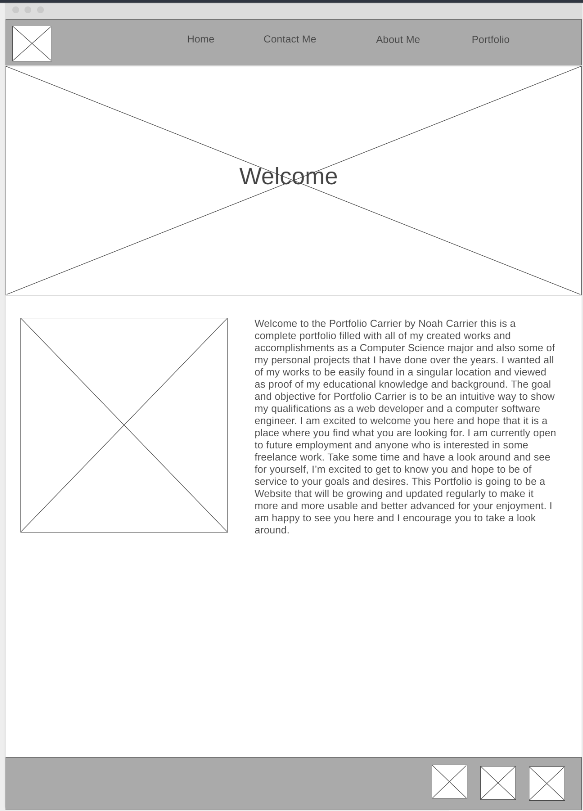 Home Contact Me About Me Portfolio
Welcome
Welcome to the Portfolio Carrier by Noah Carrier this is a
complete portfolio filled with all of my created works and
accomplishments as a Computer Science major and also some of
my personal projects that I have done over the years. I wanted all
of my works to be easily found in a singular location and viewed
as proof of my educational knowledge and background. The goal
and objective for Portfolio Carrier is to be an intuitive way to show
my qualifications as a web developer and a computer software
engineer. I am excited to welcome you here and hope that it is a
place where you find what you are looking for. I am currently open
to future employment and anyone who is interested in some
freelance work. Take some time and have a look around and see
for yourself, I'm excited to get to know you and hope to be of
service to your goals and desires. This Portfolio is going to be a
Website that will be growing and updated regularly to make it
more and more usable and better advanced for your enjoyment. I
am happy to see you here and I encourage you to take a look
around.